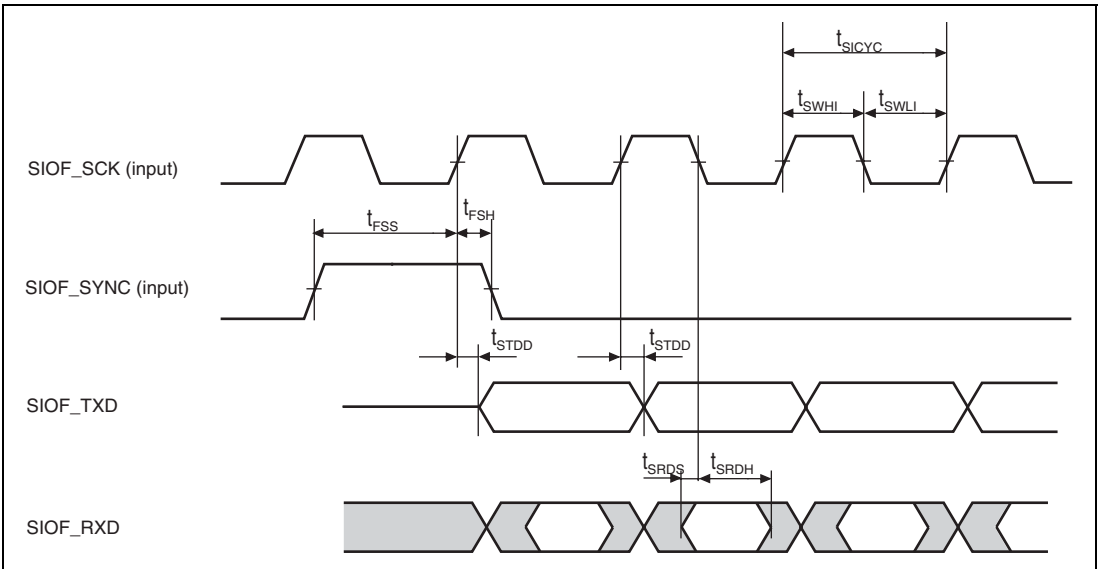 tSICYC
tSWHI tSWLI
SIOF_SCK (input)
tFSS tFSH
SIOF_SYNC (input)
tSTDD tSTDD
SIOF_TXD
tSRDS tSRDH
SIOF_RXD